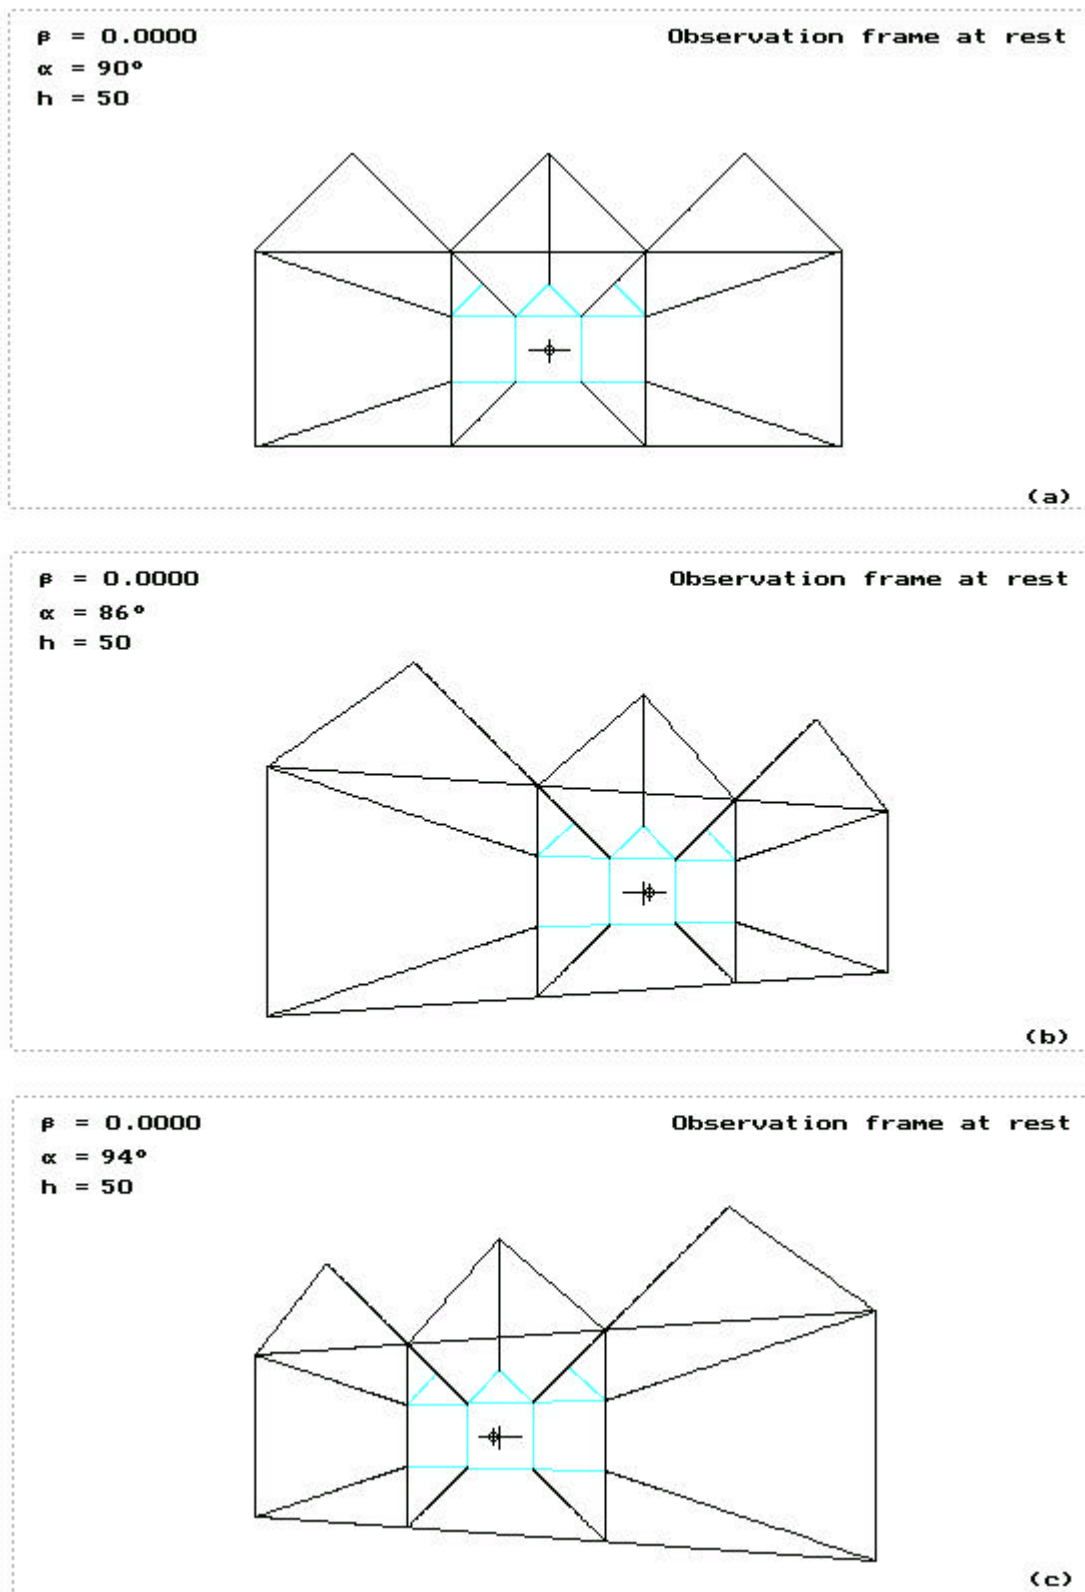 β = 0.0000 Observation frame at rest
α = 90°
h = 50
(a)
β = 0.0000 Observation frame at rest
α = 86°
h = 50
(b)
β = 0.0000 Observation frame at rest
α = 94°
h = 50
(c)